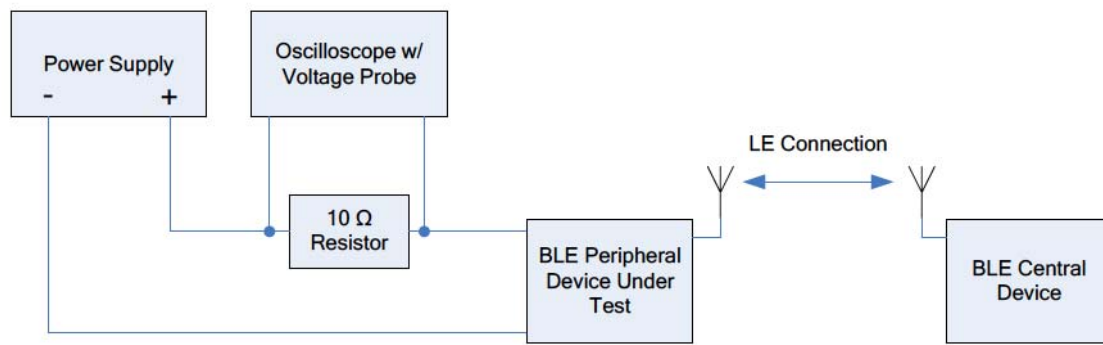 Power Supply
-
+
Oscilloscope w/
Voltage Probe
10 Ω
Resistor
LE Connection
BLE Peripheral
Device Under
Test
BLE Central
Device